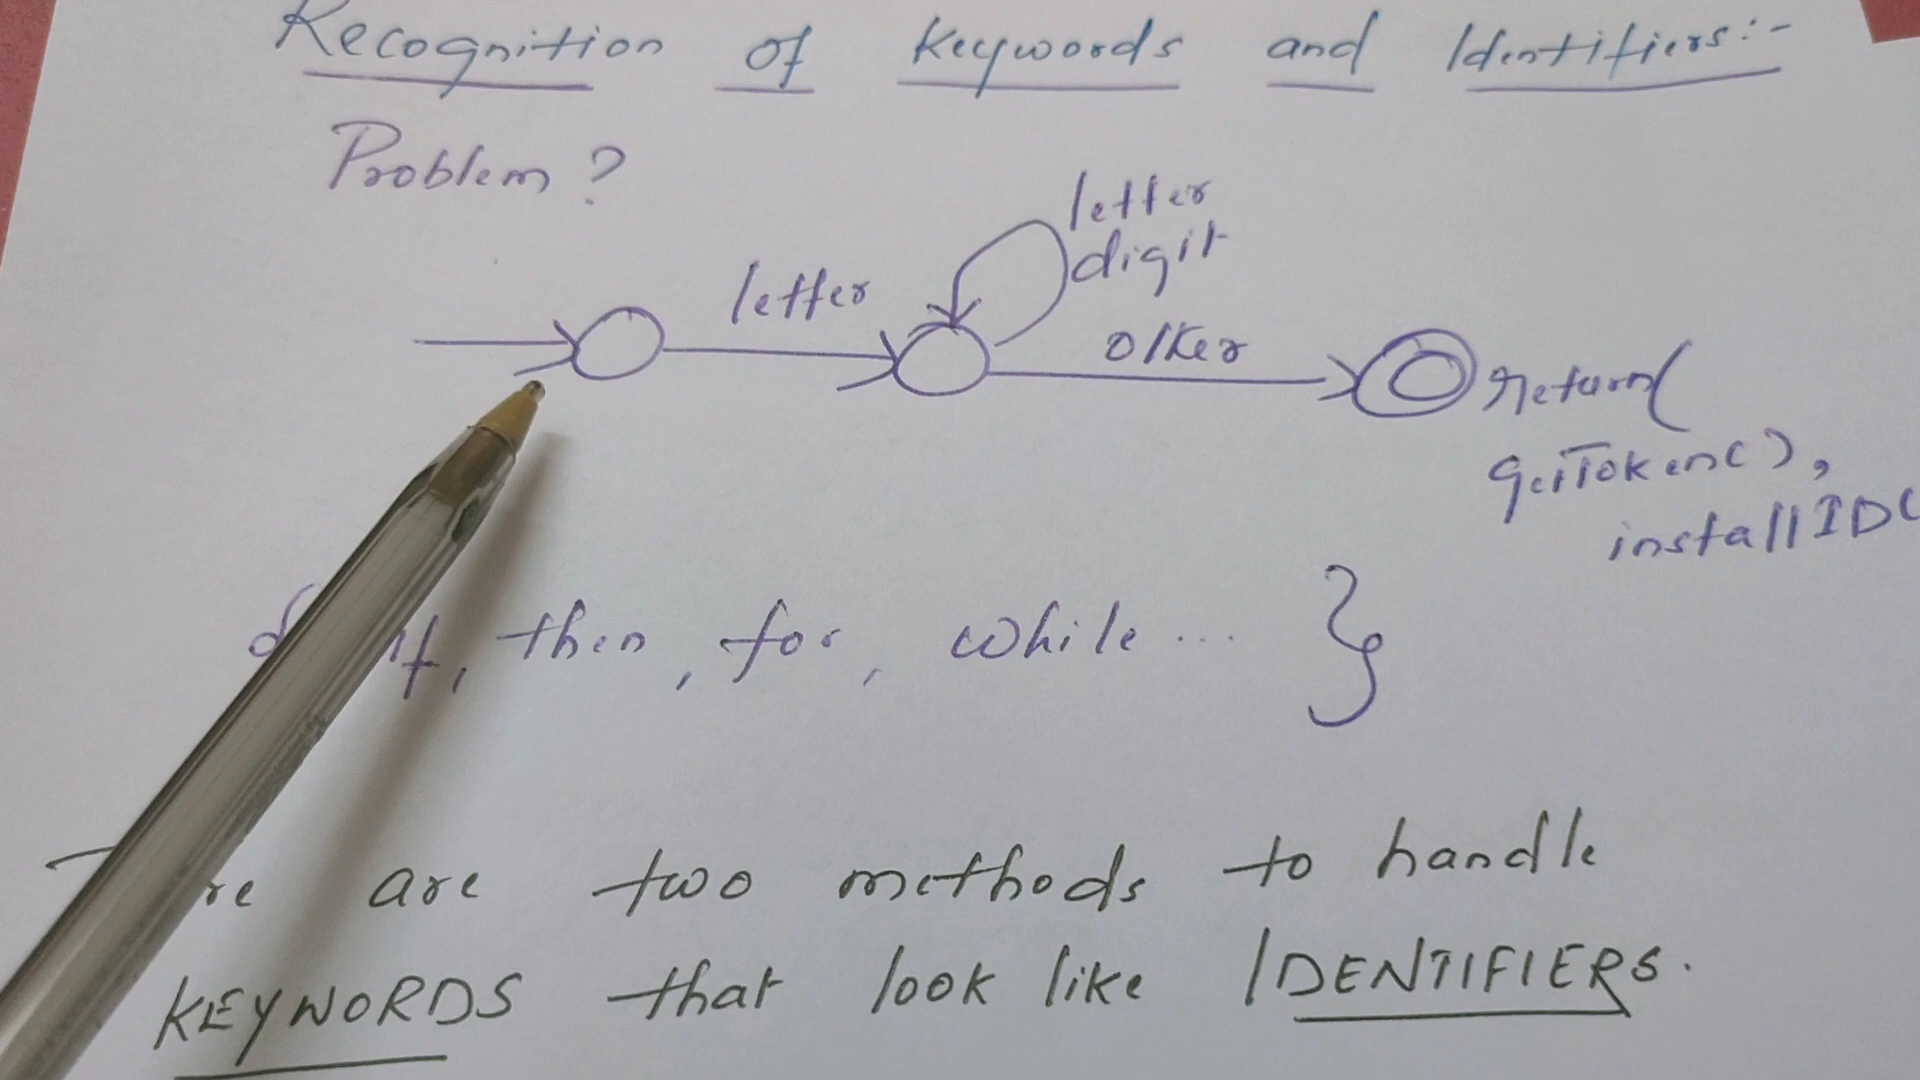 Recognition of Keywords and Identifiers:-
Problem?
letter
digit
letter
other
return(
getToken(),
installID(
if, then, for, while... }
are two methods to handle
KEYWORDS that look like IDENTIFIERS.